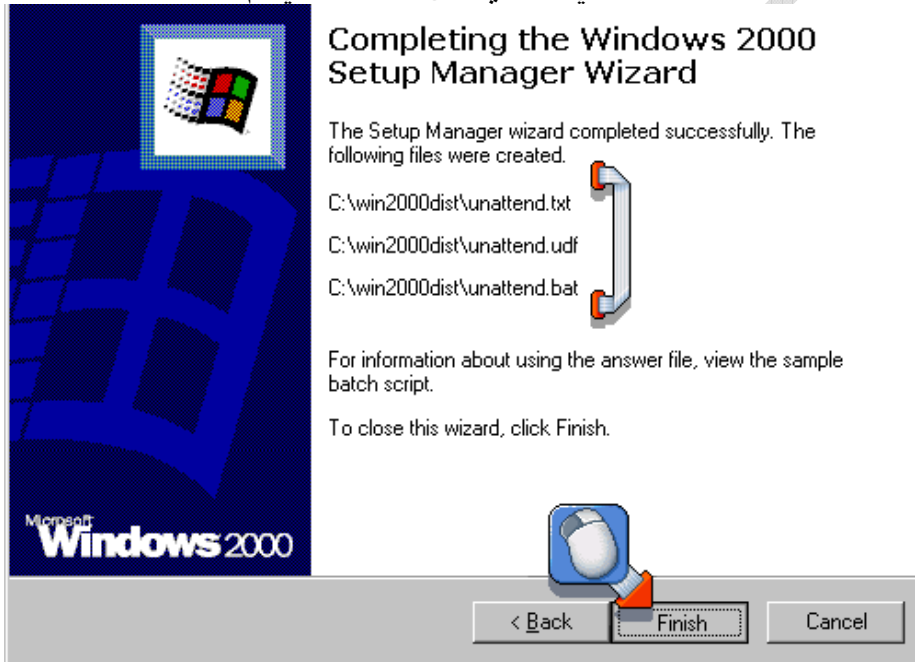 Completing the Windows 2000
Setup Manager Wizard
The Setup Manager wizard completed successfully. The
following files were created.
C:\win2000dist\unattend.txt
C:\win2000dist\unattend.udf
C:\win2000dist\unattend.bat
For information about using the answer file, view the sample
batch script.
To close this wizard, click Finish.
Microsoft
Windows 2000
< Back
Finish
Cancel